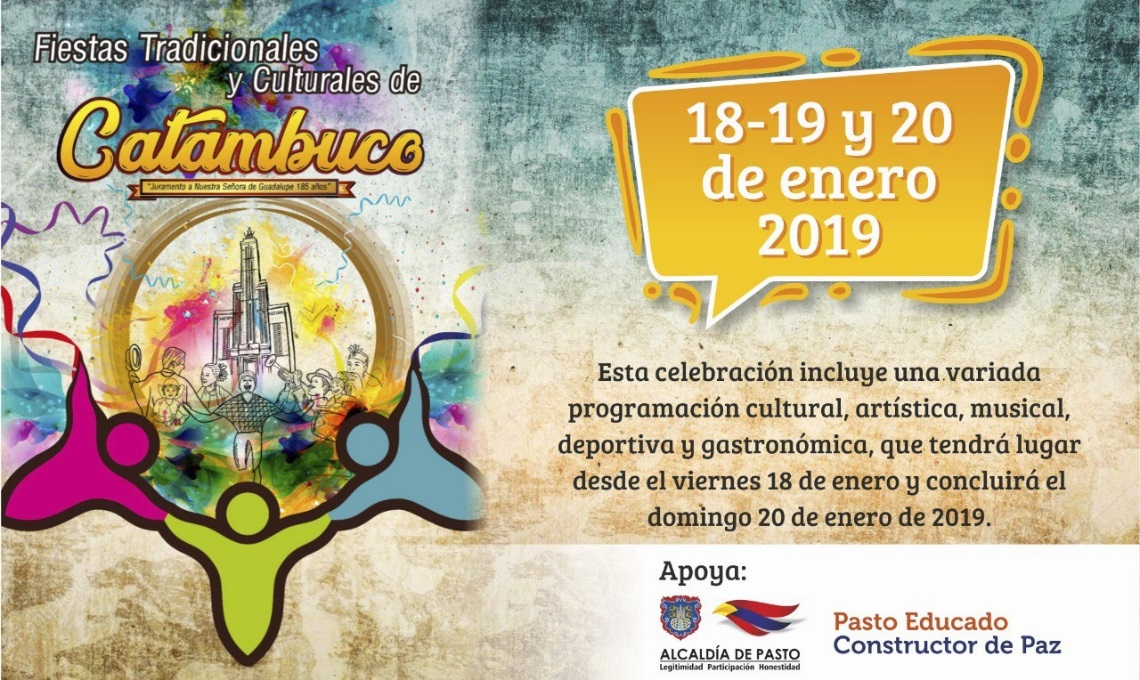 Fiestas Tradicionales
y Culturales de
Catambuco
"Juramento a Nuestra Señora de Guadalupe 185 años"
18-19 y 20
de enero
2019
Esta celebración incluye una variada
programación cultural, artística, musical,
deportiva y gastronómica, que tendrá lugar
desde el viernes 18 de enero y concluirá el
domingo 20 de enero de 2019.
Apoya:
ALCALDÍA DE PASTO
Legitimidad Participación Honestidad
Pasto Educado
Constructor de Paz